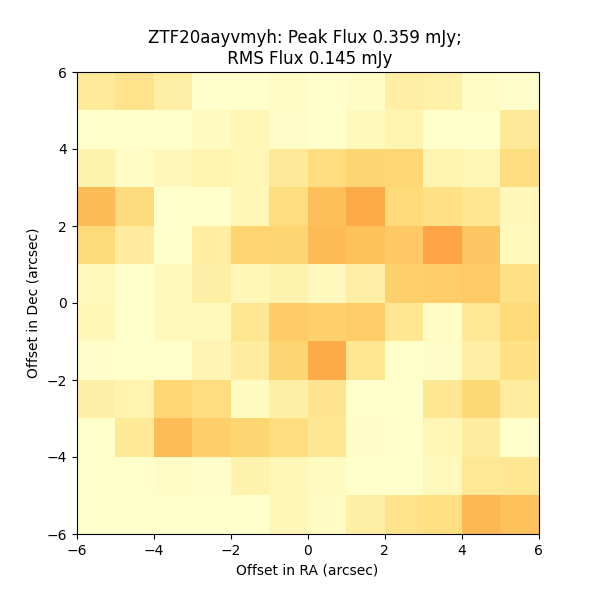 ZTF20aayvmyh: Peak Flux 0.359 mJy;
RMS Flux 0.145 mJy
6
4
2
0
−2
−4
−6
Offset in Dec (arcsec)
−6 −4 −2 0 2 4 6
Offset in RA (arcsec)